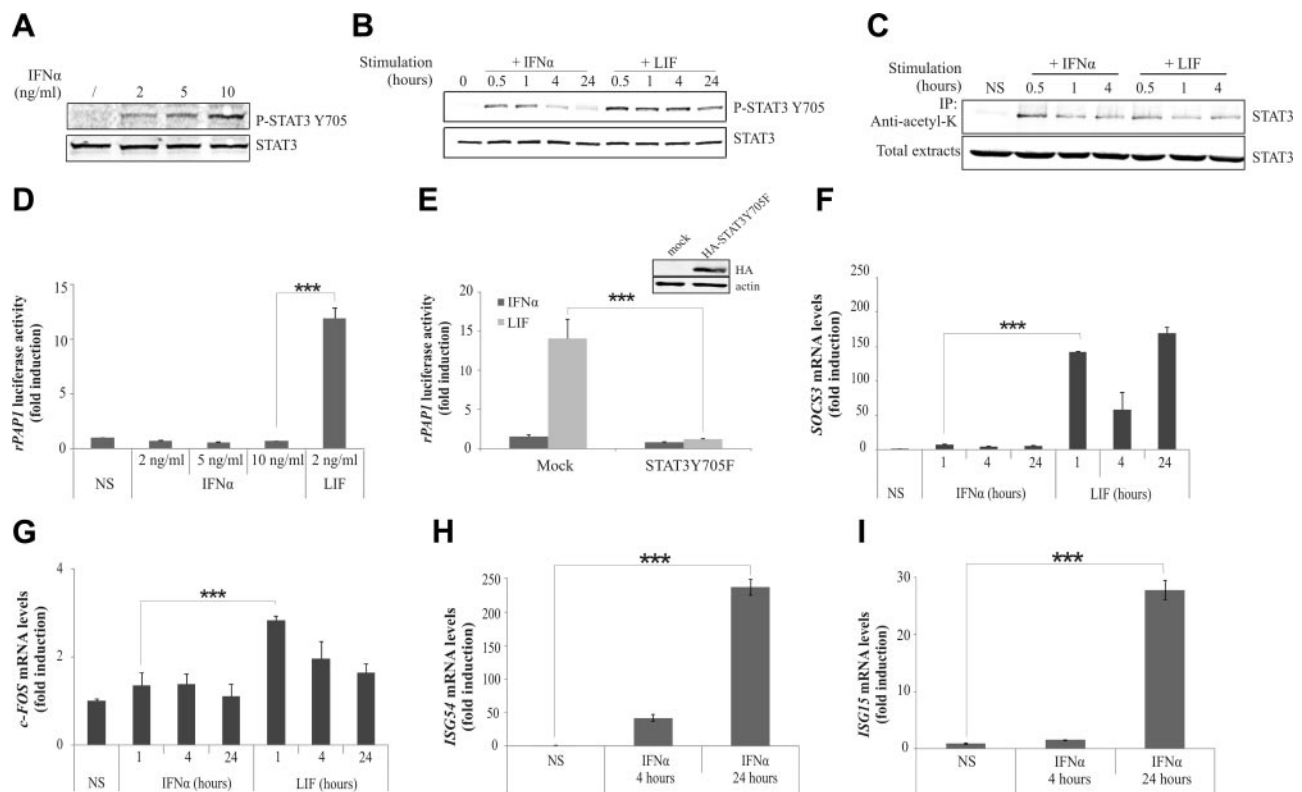 A
IFNα
(ng/ml)
/ 2 5 10
P-STAT3 Y705
STAT3
B
Stimulation
(hours)
+ IFNα + LIF
0 0.5 1 4 24 0.5 1 4 24
P-STAT3 Y705
STAT3
C
Stimulation
(hours)
+ IFNα + LIF
NS 0.5 1 4 0.5 1 4
IP:
Anti-acetyl-K
STAT3
Total extracts
STAT3
D
rPAP1 luciferase activity
(fold induction)
15
10
5
0
***
2 ng/ml 5 ng/ml 10 ng/ml 2 ng/ml
NS IFNα LIF
E
mock HA-STAT3Y705F
HA
actin
rPAP1 luciferase activity
(fold induction)
20
15
10
5
0
IFNα
LIF
***
Mock STAT3Y705F
F
SOCS3 mRNA levels
(fold induction)
250
200
150
100
50
0
***
1 4 24 1 4 24
NS IFNα (hours) LIF (hours)
G
c-FOS mRNA levels
(fold induction)
4
2
0
***
1 4 24 1 4 24
NS IFNα (hours) LIF (hours)
H
ISG54 mRNA levels
(fold induction)
250
200
150
100
50
0
***
NS IFNα IFNα
4 hours 24 hours
I
ISG15 mRNA levels
(fold induction)
30
20
10
0
***
NS IFNα IFNα
4 hours 24 hours